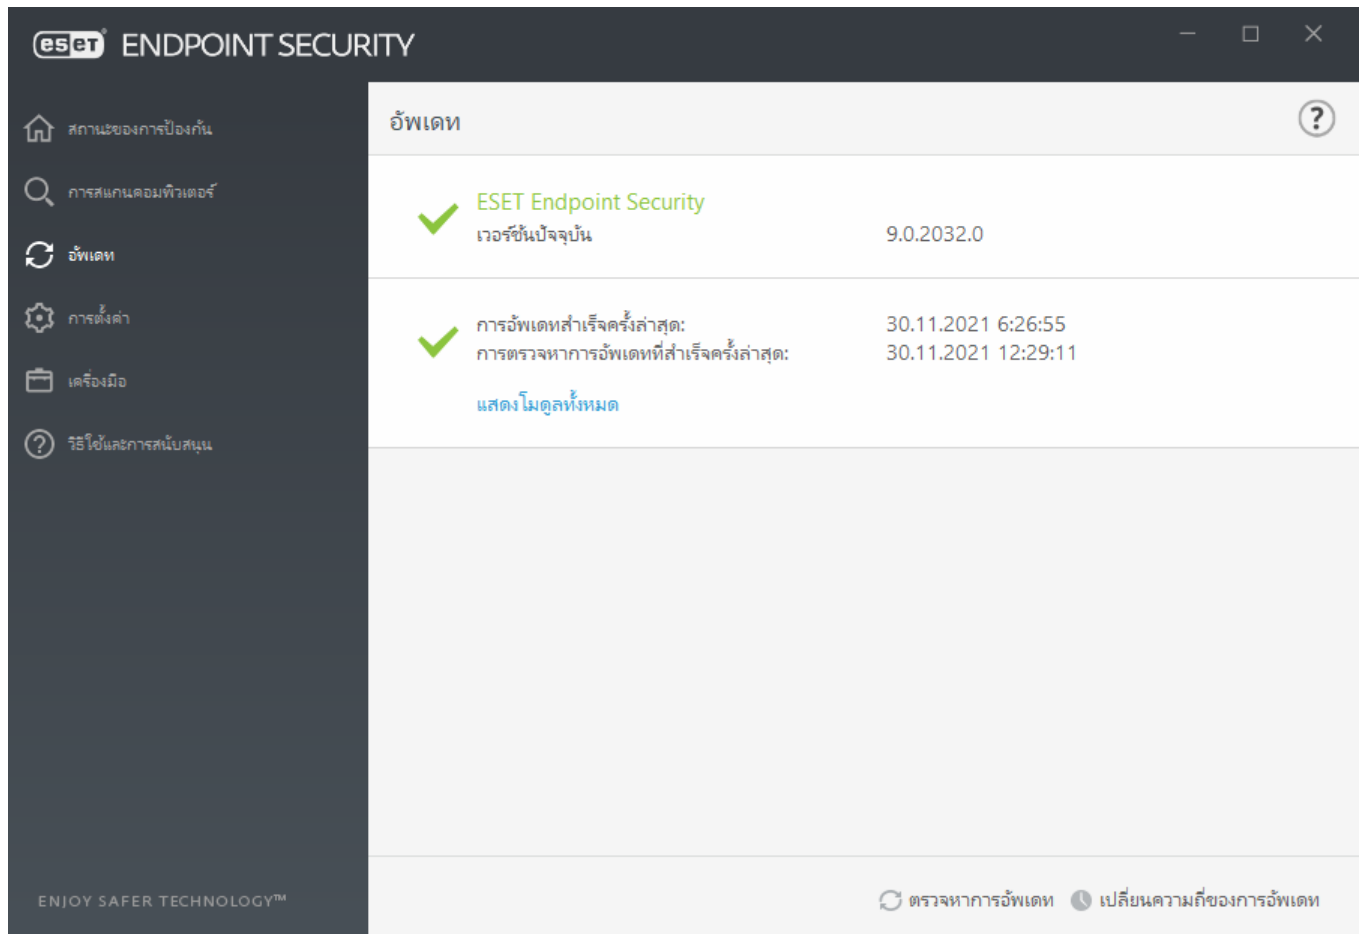 eset ENDPOINT SECURITY
สถานะของการป้องกัน
การสแกนคอมพิวเตอร์
อัพเดท
การตั้งค่า
เครื่องมือ
วิธีใช้และการสนับสนุน
ENJOY SAFER TECHNOLOGY™
อัพเดท
ESET Endpoint Security
เวอร์ชันปัจจุบัน 9.0.2032.0
การอัพเดทสำเร็จครั้งล่าสุด: 30.11.2021 6:26:55
การตรวจหาการอัพเดทที่สำเร็จครั้งล่าสุด: 30.11.2021 12:29:11
แสดงโมดูลทั้งหมด
ตรวจหาการอัพเดท เปลี่ยนความถี่ของการอัพเดท